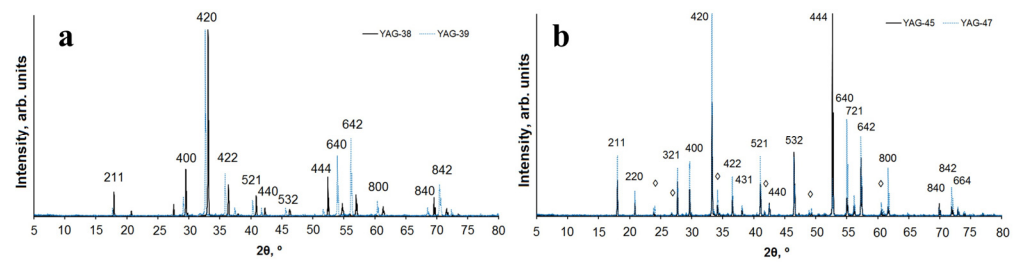 a
420
YAG-38
YAG-39
Intensity, arb. units
211
400
422
521
440
532
444
640
642
800
840
842
5 10 15 20 25 30 35 40 45 50 55 60 65 70 75 80
2θ, º
b
420
444
YAG-45
YAG-47
Intensity, arb. units
211
220
321
400
422
431
521
440
532
640
721
642
800
840
842
664
5 10 15 20 25 30 35 40 45 50 55 60 65 70 75 80
2θ, º